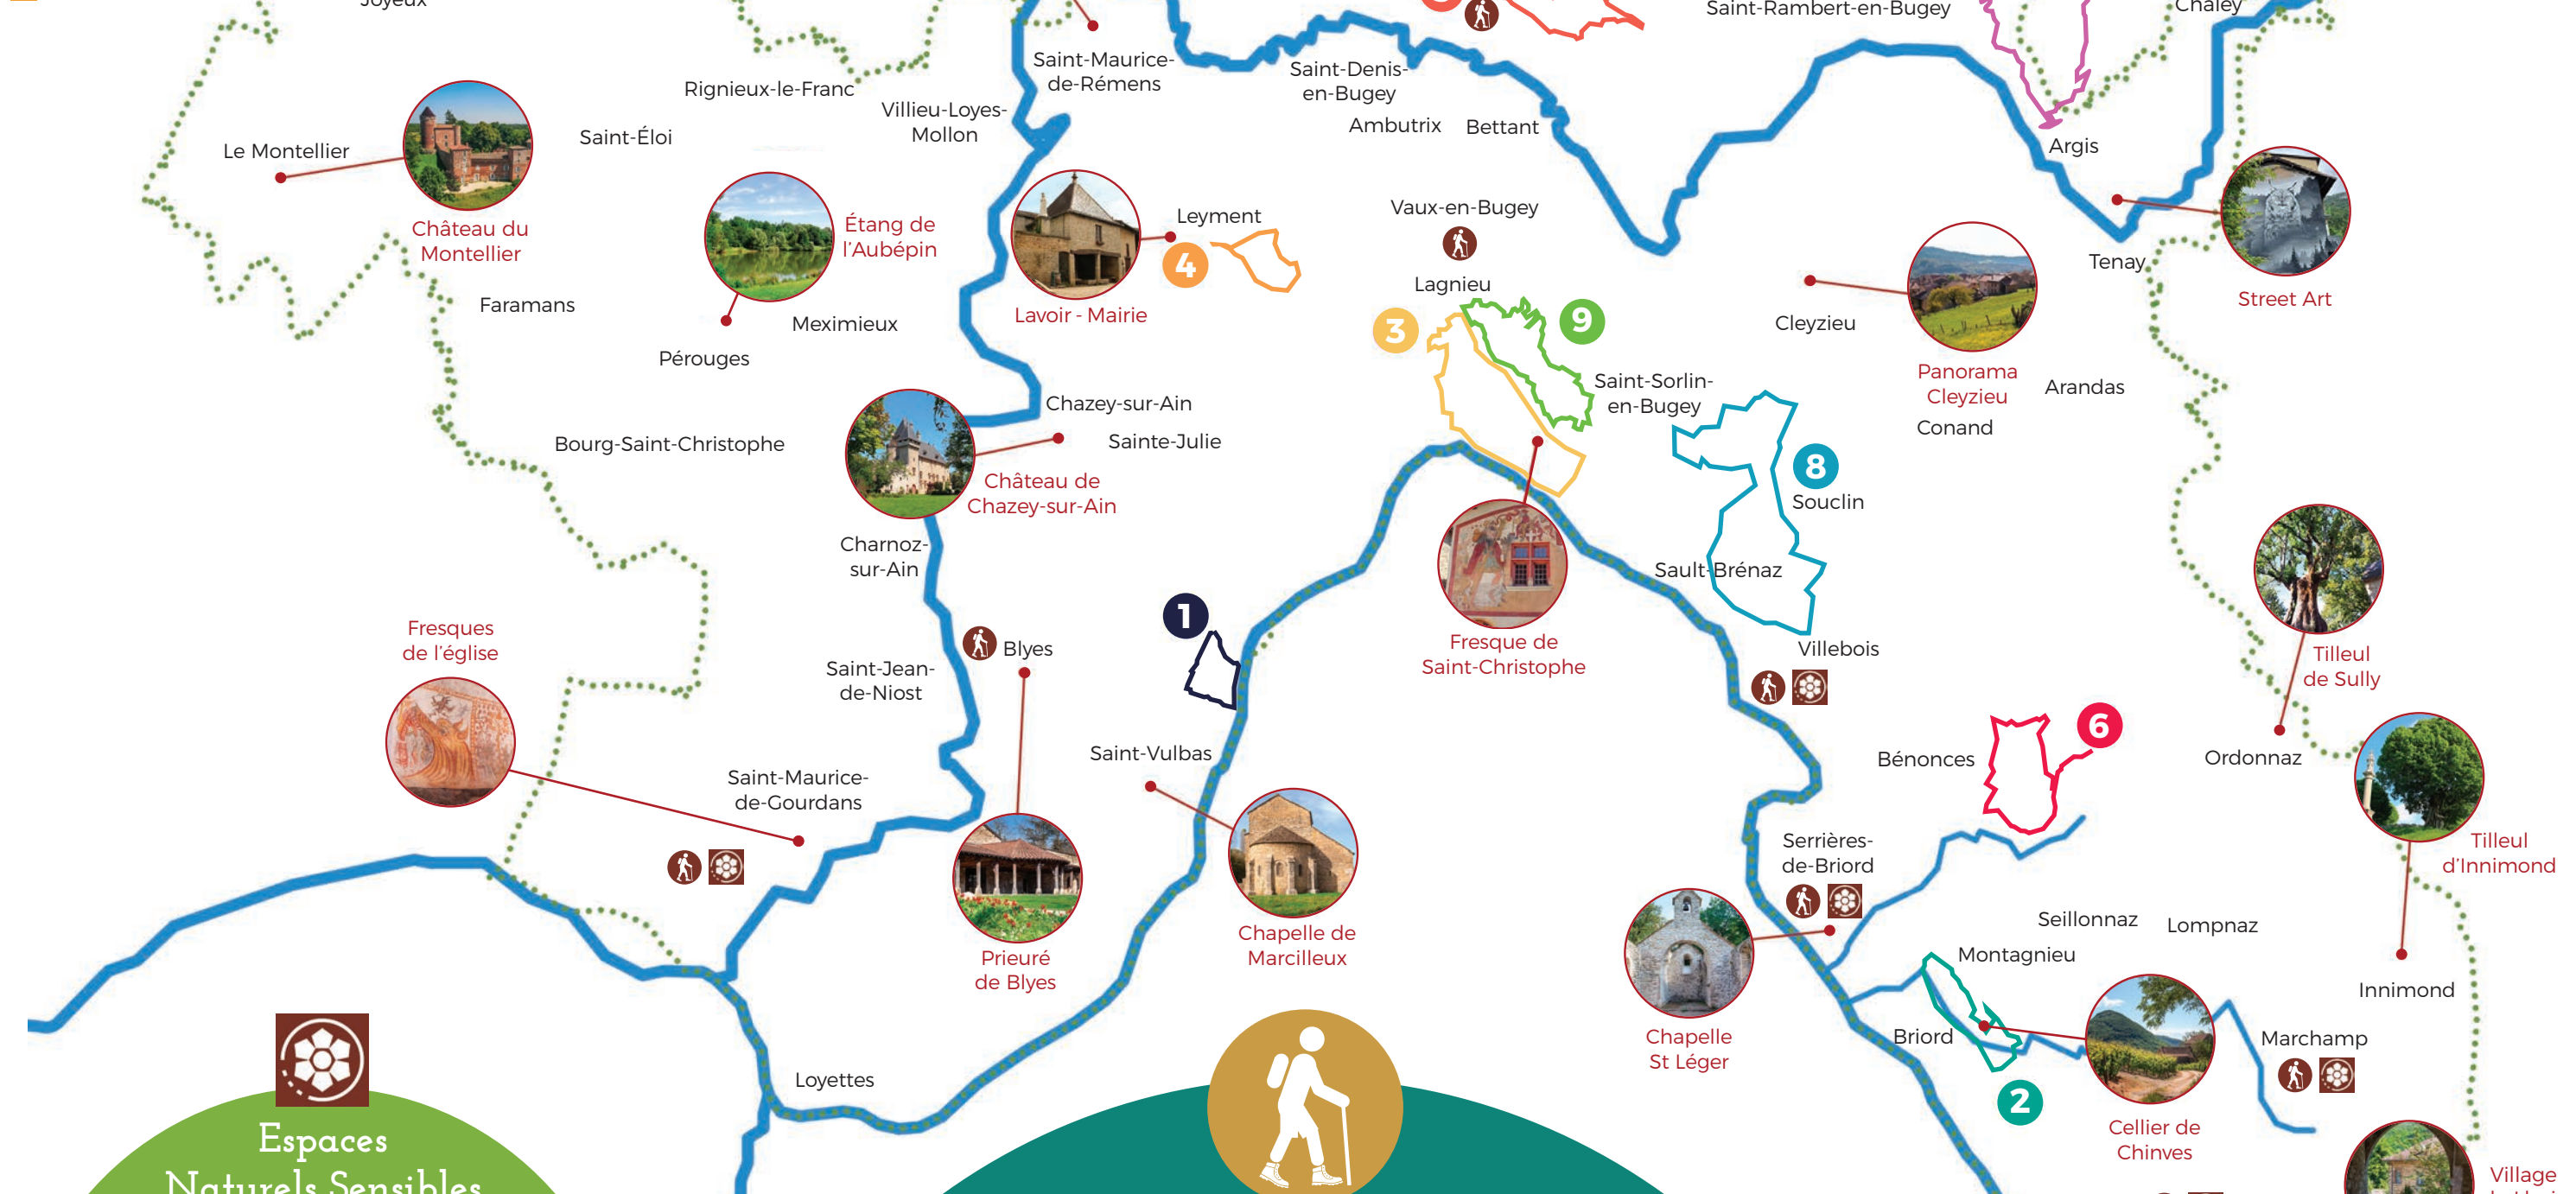 Joyeux
Saint-Rambert-en-Bugey
Chaley
Saint-Maurice-
de-Rémens
Saint-Denis-
en-Bugey
Rignieux-le-Franc
Villieu-Loyes-
Mollon
Ambutrix
Bettant
Saint-Éloi
Le Montellier
Argis
Château du
Montellier
Étang de
l'Aubépin
Leyment
4
Vaux-en-Bugey
Tenay
Street Art
Lagnieu
Faramans
Meximieux
Lavoir - Mairie
3
9
Cleyzieu
Pérouges
Panorama
Cleyzieu
Arandas
Saint-Sorlin-
en-Bugey
Chazey-sur-Ain
Sainte-Julie
Conand
Bourg-Saint-Christophe
8
Château de
Chazey-sur-Ain
Souclin
Charnoz-
sur-Ain
Sault-Brénaz
1
Fresques
de l'église
Blyes
Fresque de
Saint-Christophe
Villebois
Tilleul
de Sully
Saint-Jean-
de-Niost
6
Saint-Vulbas
Bénonces
Ordonnaz
Saint-Maurice-
de-Gourdans
Serrières-
de-Briord
Tilleul
d'Innimond
Seillonnaz
Lompnaz
Chapelle de
Marcilleux
Prieuré
de Blyes
Montagnieu
Innimond
Chapelle
St Léger
Briord
Marchamp
Loyettes
2
Cellier de
Chinves
Espaces
Naturels Sensibles
Village